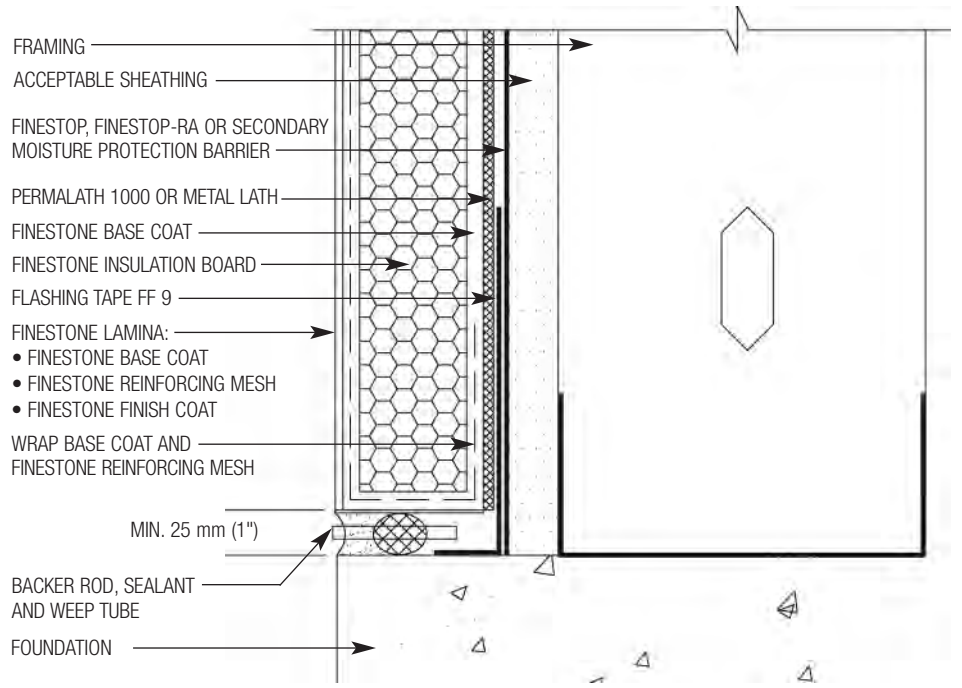 FRAMING
ACCEPTABLE SHEATHING
FINESTOP, FINESTOP-RA OR SECONDARY
MOISTURE PROTECTION BARRIER
PERMALATH 1000 OR METAL LATH
FINESTONE BASE COAT
FINESTONE INSULATION BOARD
FLASHING TAPE FF 9
FINESTONE LAMINA:
• FINESTONE BASE COAT
• FINESTONE REINFORCING MESH
• FINESTONE FINISH COAT
WRAP BASE COAT AND
FINESTONE REINFORCING MESH
MIN. 25 mm (1")
BACKER ROD, SEALANT
AND WEEP TUBE
FOUNDATION